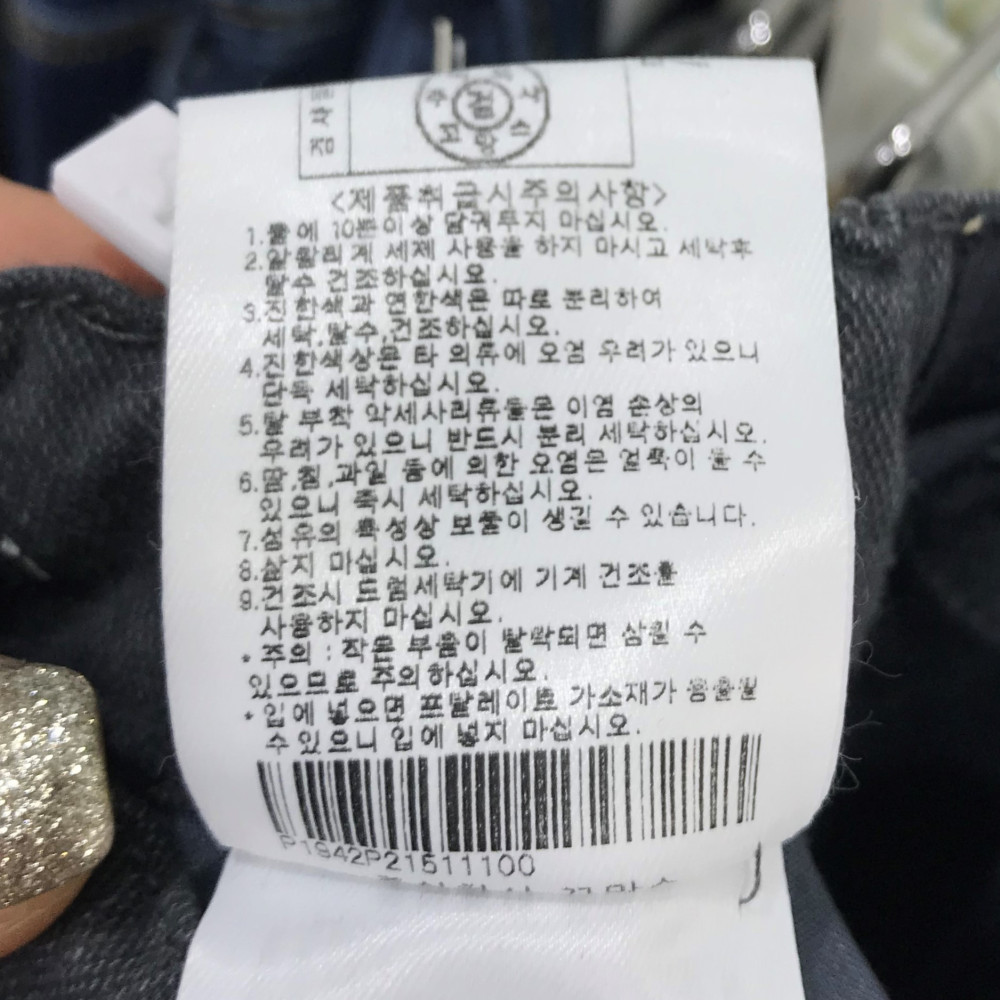 검사필
<제품취급시주의사항>
1.물에 10분이상 담궈두지 마십시오.
2.알칼리계 세제 사용을 하지 마시고 세탁후
탈수 건조하십시오.
3.진한색과 연한색은 따로 분리하여
세탁,탈수,건조하십시오.
4.진한색상은 타 의류에 오염 우려가 있으니
단독 세탁하십시오.
5.탈 부착 악세사리류들은 이염 손상의
우려가 있으니 반드시 분리 세탁하십시오.
6.땀,침,과일 등에 의한 오염은 얼룩이 될 수
있으니 즉시 세탁하십시오.
7.섬유의 특성상 보풀이 생길 수 있습니다.
8.삶지 마십시오.
9.건조시 드럼세탁기에 기계 건조를
사용하지 마십시오.
*주의 : 작은 부품이 탈락되면 삼킬 수
있으므로 주의하십시오.
*입에 넣으면 프탈레이트 가소재가 용출될
수있으니 입에 넣지 마십시오.
P1942P21511100